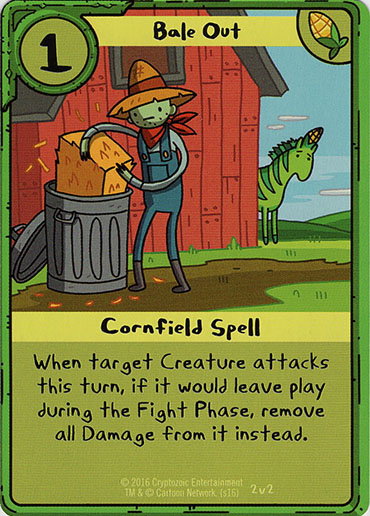 1
Bale Out
Cornfield Spell
When target Creature attacks
this turn, if it would leave play
during the Fight Phase, remove
all Damage from it instead.
© 2016 Cryptozoic Entertainment
TM & © Cartoon Network. (s16)
2v2